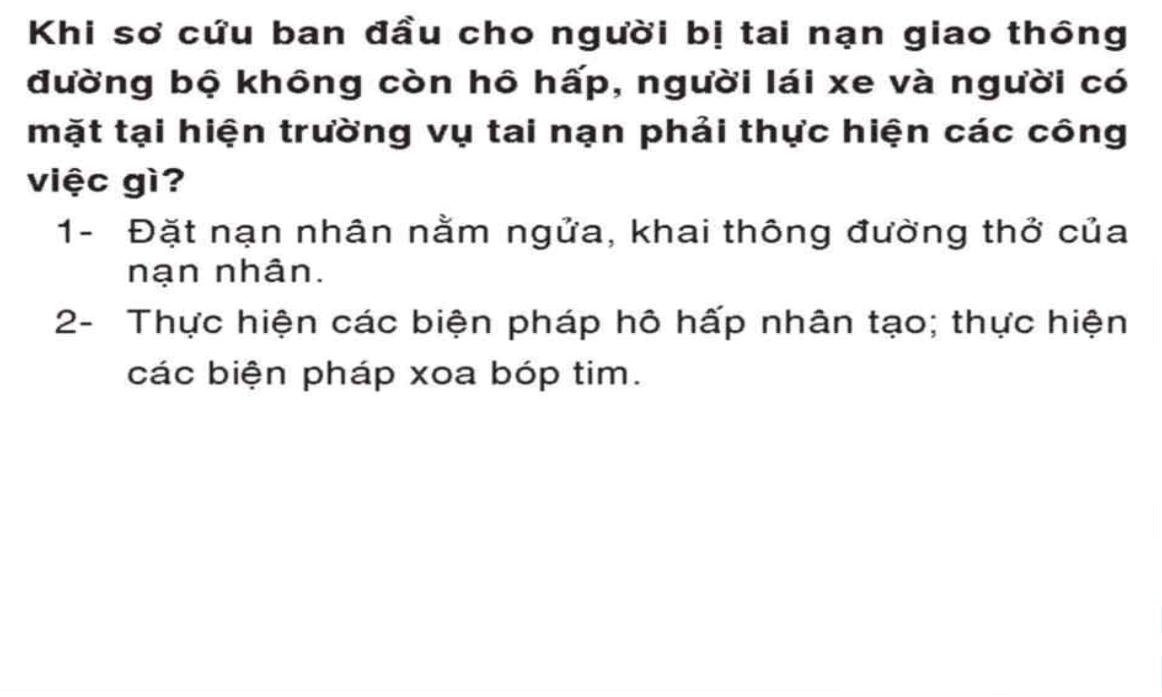 Khi sơ cứu ban đầu cho người bị tai nạn giao thông
đường bộ không còn hô hấp, người lái xe và người có
mặt tại hiện trường vụ tai nạn phải thực hiện các công
việc gì?
1- Đặt nạn nhân nằm ngửa, khai thông đường thở của
nạn nhân.
2- Thực hiện các biện pháp hô hấp nhân tạo; thực hiện
các biện pháp xoa bóp tim.